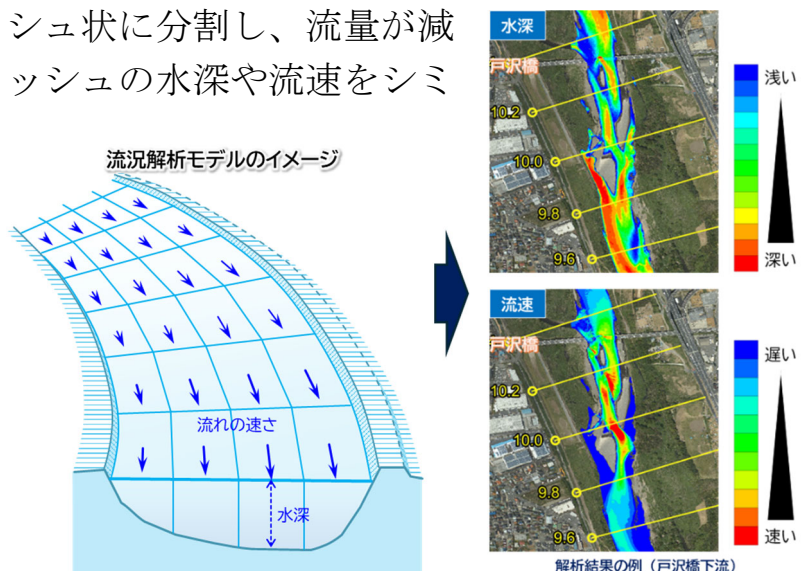 シュ状に分割し、流量が減
ッシュの水深や流速をシミ
流況解析モデルのイメージ
流れの速さ
水深
水深
戸沢橋
10.2
10.0
9.8
9.6
浅い
深い
流速
戸沢橋
10.2
10.0
9.8
9.6
遅い
速い
解析結果の例（戸沢橋下流）